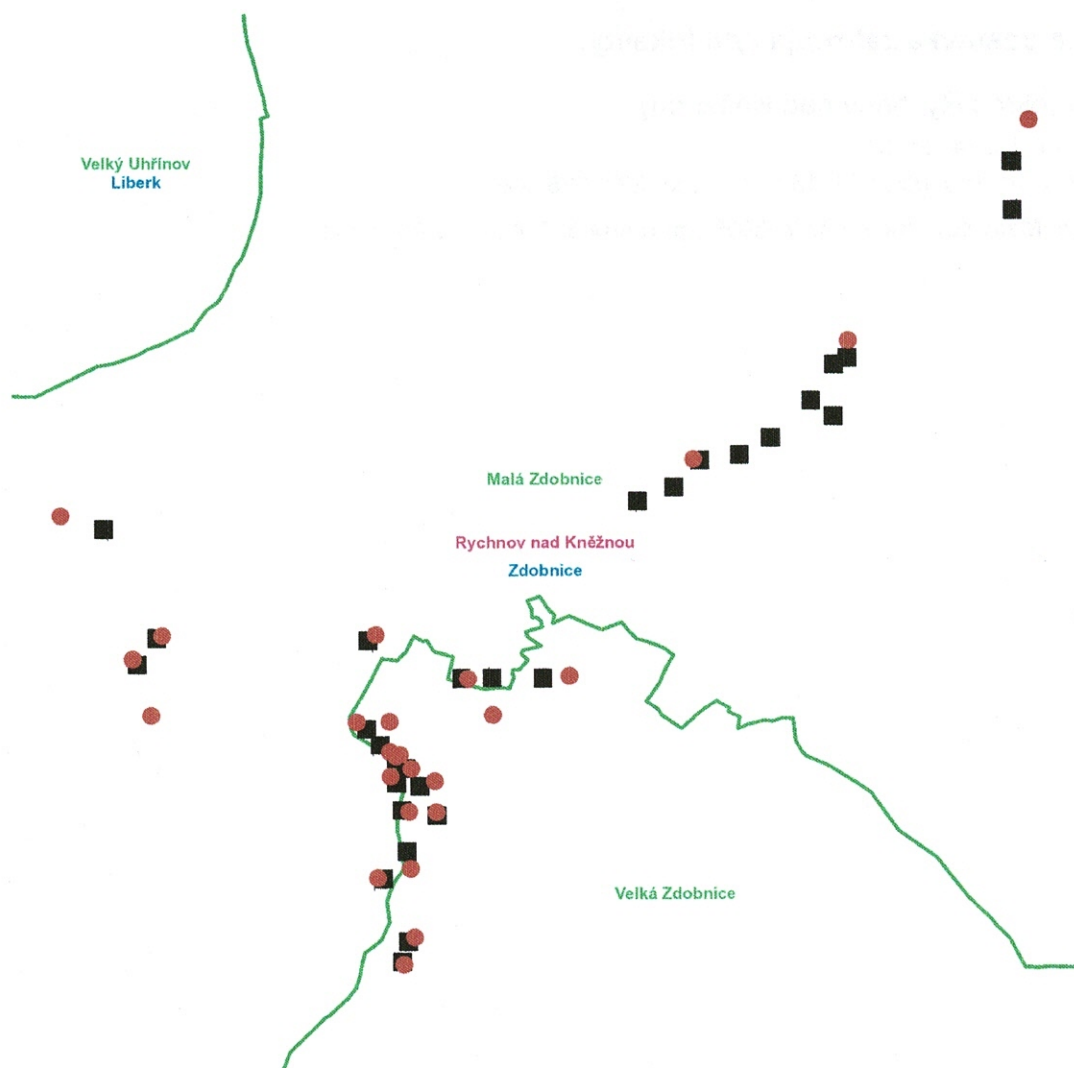 Velký Uhřínov
Liberk
Malá Zdobnice
Rychnov nad Kněžnou
Zdobnice
Velká Zdobnice